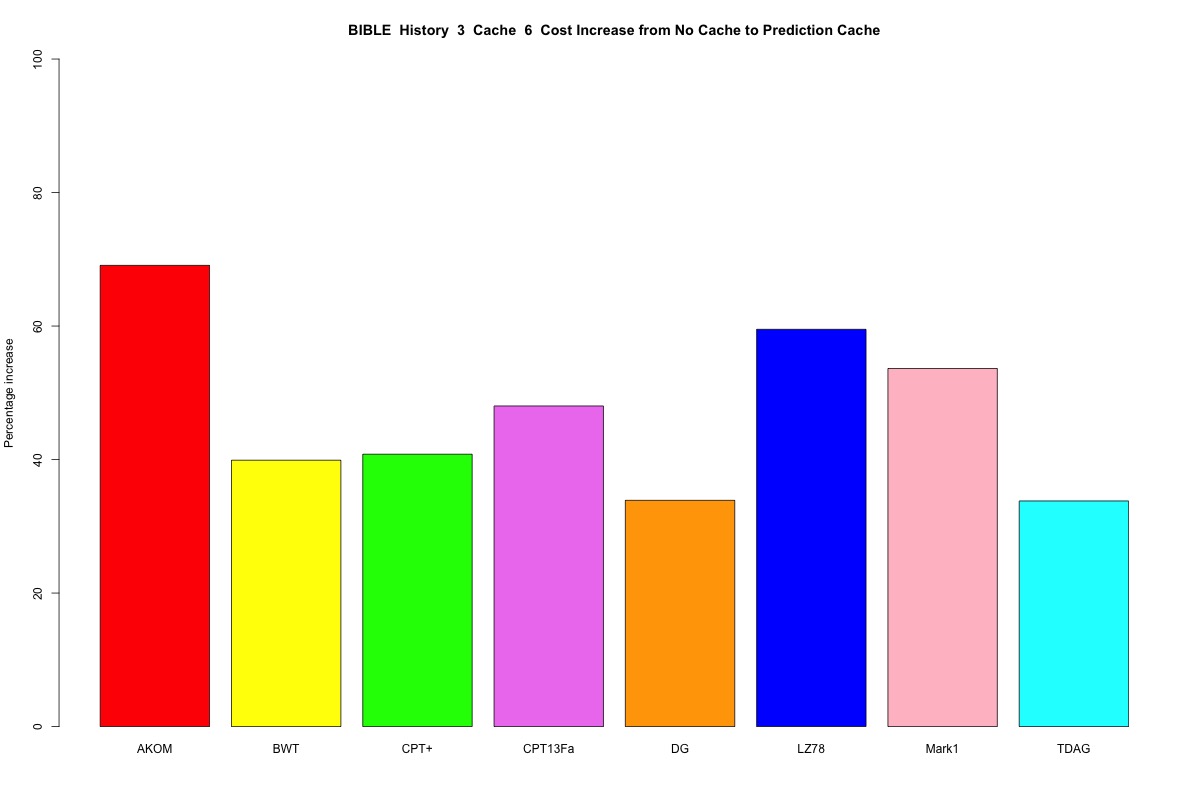 BIBLE  History  3  Cache  6  Cost Increase from No Cache to Prediction Cache
Percentage increase
100
80
60
40
20
0
AKOM BWT CPT+ CPT13Fa DG LZ78 Mark1 TDAG